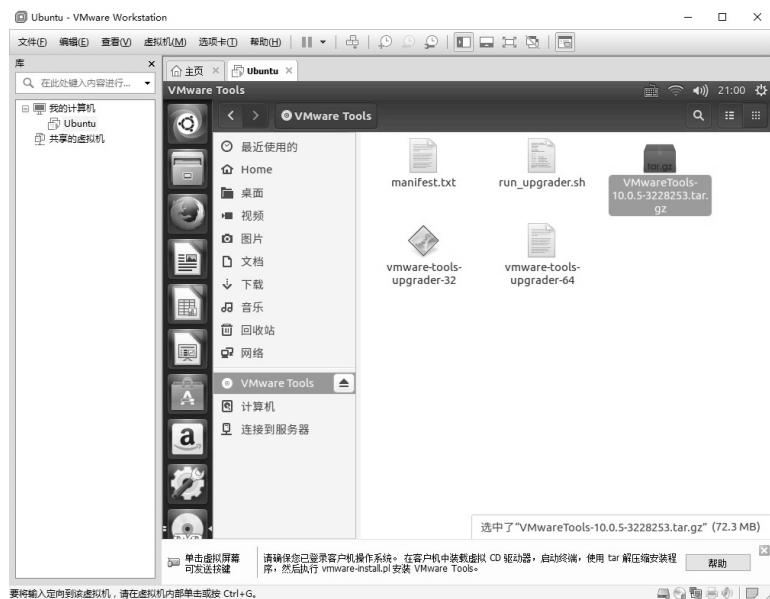 Ubuntu - VMware Workstation
文件(F) 编辑(E) 查看(V) 虚拟机(M) 选项卡(T) 帮助(H)
库
在此处键入内容进行...
我的计算机
Ubuntu
共享的虚拟机
主页
Ubuntu
VMware Tools
21:00
VMware Tools
最近使用的
Home
桌面
视频
图片
文档
下载
音乐
回收站
网络
VMware Tools
计算机
连接到服务器
manifest.txt
run_upgrader.sh
tar.gz
VMwareTools-
10.0.5-3228253.tar.
gz
vmware-tools-
upgrader-32
vmware-tools-
upgrader-64
选中了"VMwareTools-10.0.5-3228253.tar.gz" (72.3 MB)
单击虚拟屏幕
可发送按键
请确保您已登录客户机操作系统。在客户机中装载虚拟 CD 驱动器，启动终端，使用 tar 解压缩安装程
序，然后执行 vmware-install.pl 安装 VMware Tools。
帮助
要将输入定向到该虚拟机，请在虚拟机内部单击或按 Ctrl+G。